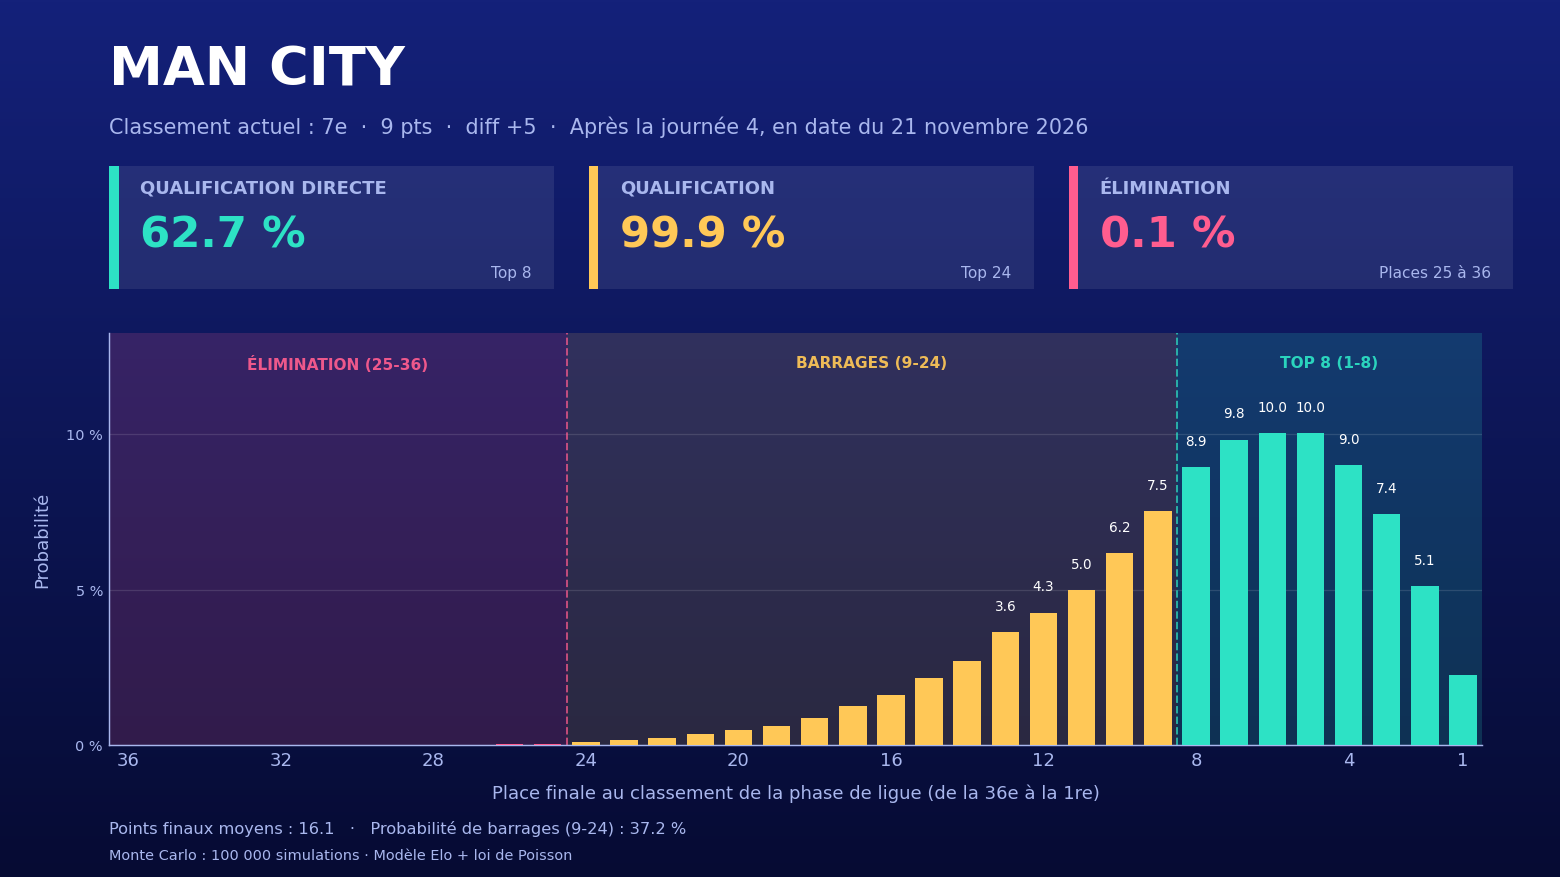 MAN CITY
Classement actuel : 7e · 9 pts · diff +5 · Après la journée 4, en date du 21 novembre 2026
QUALIFICATION DIRECTE
62.7 %
Top 8
QUALIFICATION
99.9 %
Top 24
ÉLIMINATION
0.1 %
Places 25 à 36
ÉLIMINATION (25-36)
BARRAGES (9-24)
TOP 8 (1-8)
Probabilité
10 %
5 %
0 %
3.6
4.3
5.0
6.2
7.5
8.9
9.8
10.0
10.0
9.0
7.4
5.1
36 32 28 24 20 16 12 8 4 1
Place finale au classement de la phase de ligue (de la 36e à la 1re)
Points finaux moyens : 16.1 · Probabilité de barrages (9-24) : 37.2 %
Monte Carlo : 100 000 simulations · Modèle Elo + loi de Poisson